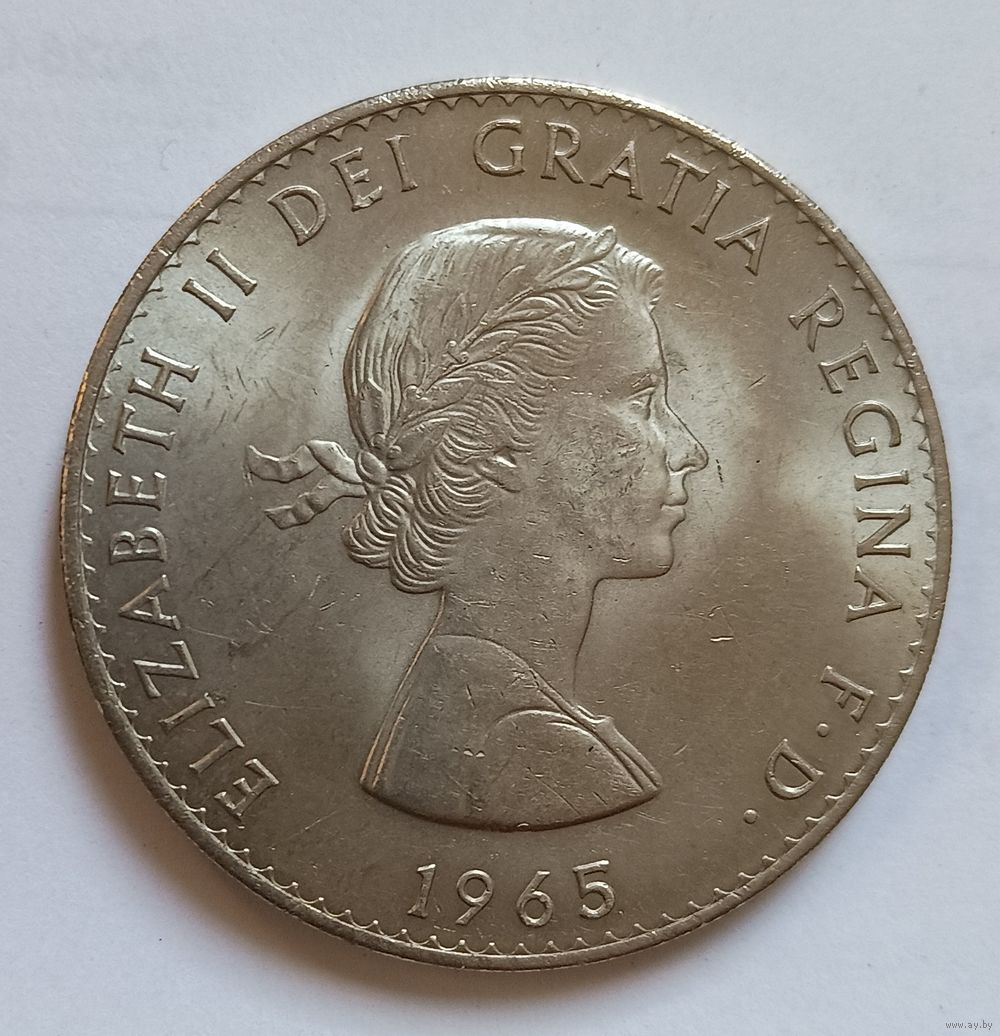 ELIZABETH II DEI GRATIA REGINA F·D·
1965
www.ay.by